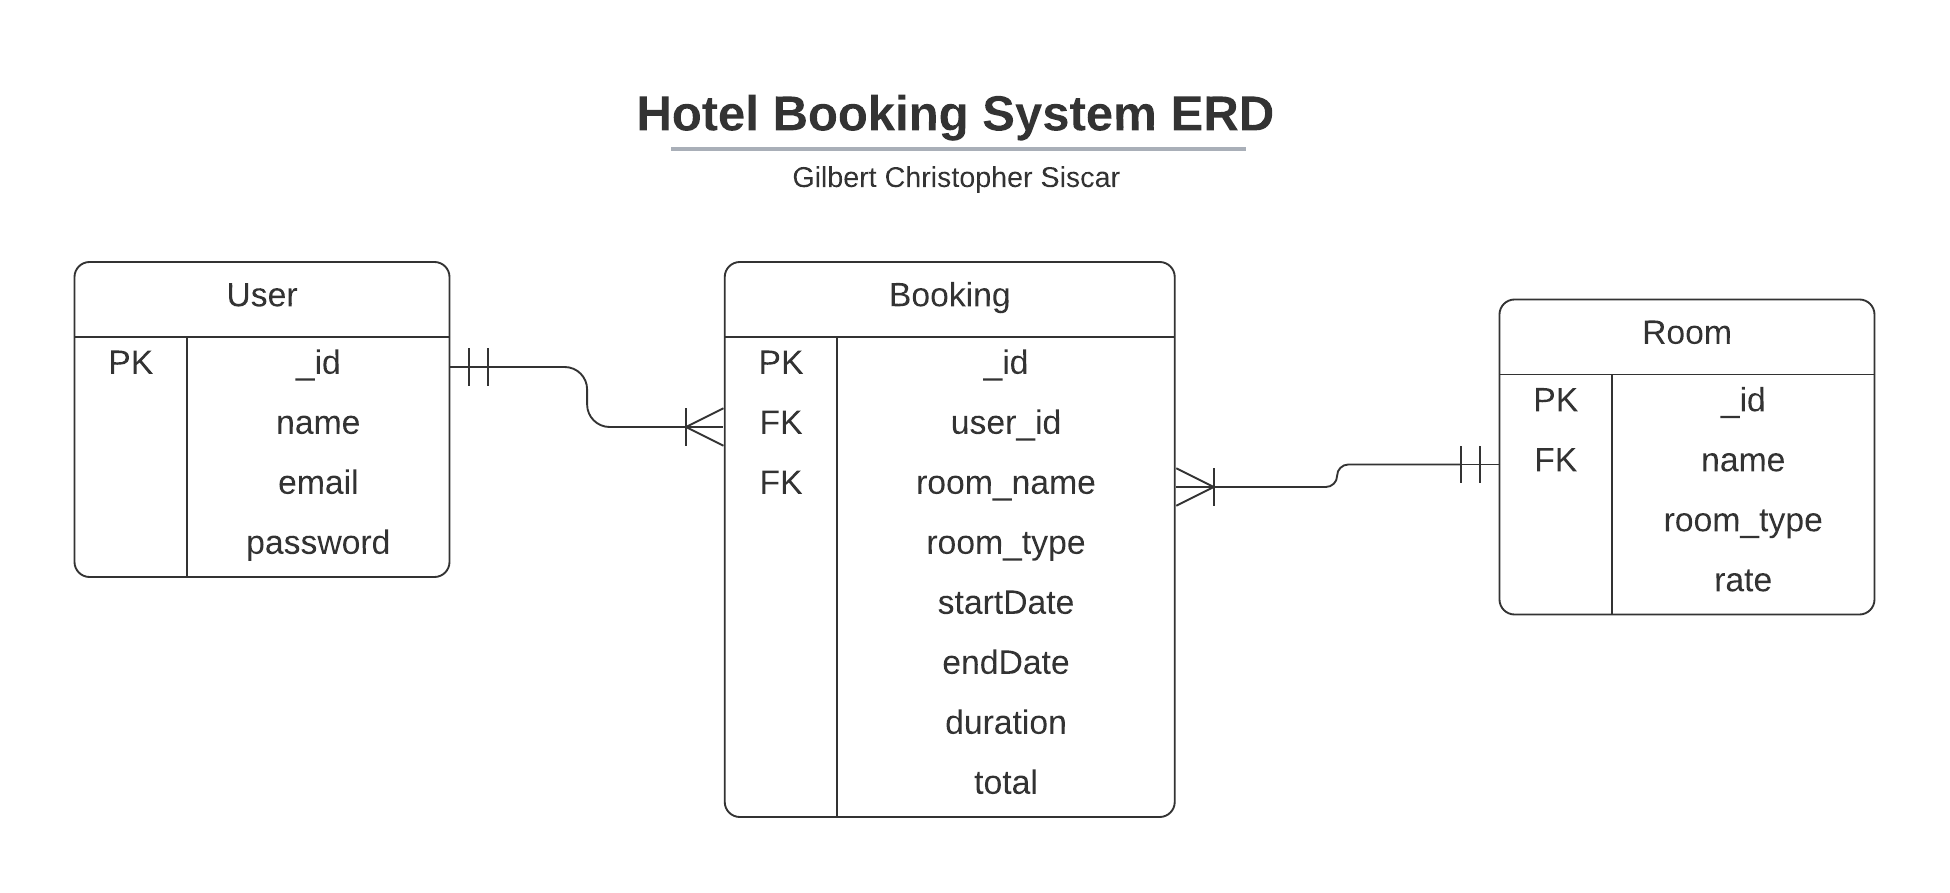 Hotel Booking System ERD
Gilbert Christopher Siscar
User
PK _id
name
email
password
Booking
PK _id
FK user_id
FK room_name
room_type
startDate
endDate
duration
total
Room
PK _id
FK name
room_type
rate